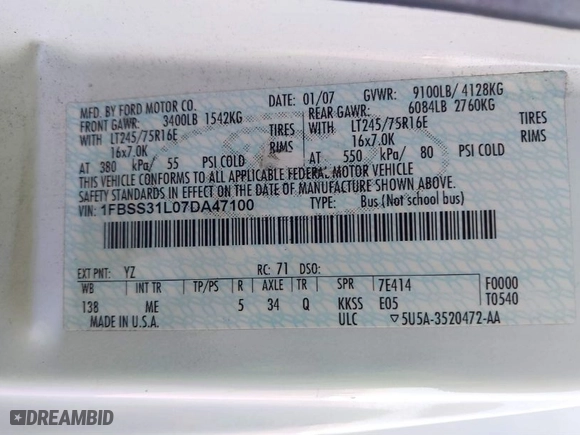 MFD. BY FORD MOTOR CO. DATE: 01/07 GVWR: 9100LB/ 4128KG
FRONT GAWR: 3400LB 1542KG REAR GAWR: 6084LB 2760KG
WITH LT245/75R16E TIRES WITH LT245/75R16E TIRES
16x7.0K RIMS 16x7.0K RIMS
AT 380 kPa/ 55 PSI COLD AT 550 kPa/ 80 PSI COLD
THIS VEHICLE CONFORMS TO ALL APPLICABLE FEDERAL MOTOR VEHICLE
SAFETY STANDARDS IN EFFECT ON THE DATE OF MANUFACTURE SHOWN ABOVE.
VIN: 1FBSS31L07DA47100 TYPE: Bus (Not school bus)
EXT PNT: YZ RC: 71 DSO:
WB INT TR TP/PS R AXLE TR SPR 7E414 F0000
138 ME 5 34 Q KKSS E05 T0540
MADE IN U.S.A. ULC ▽5U5A-3520472-AA
DREAMBID